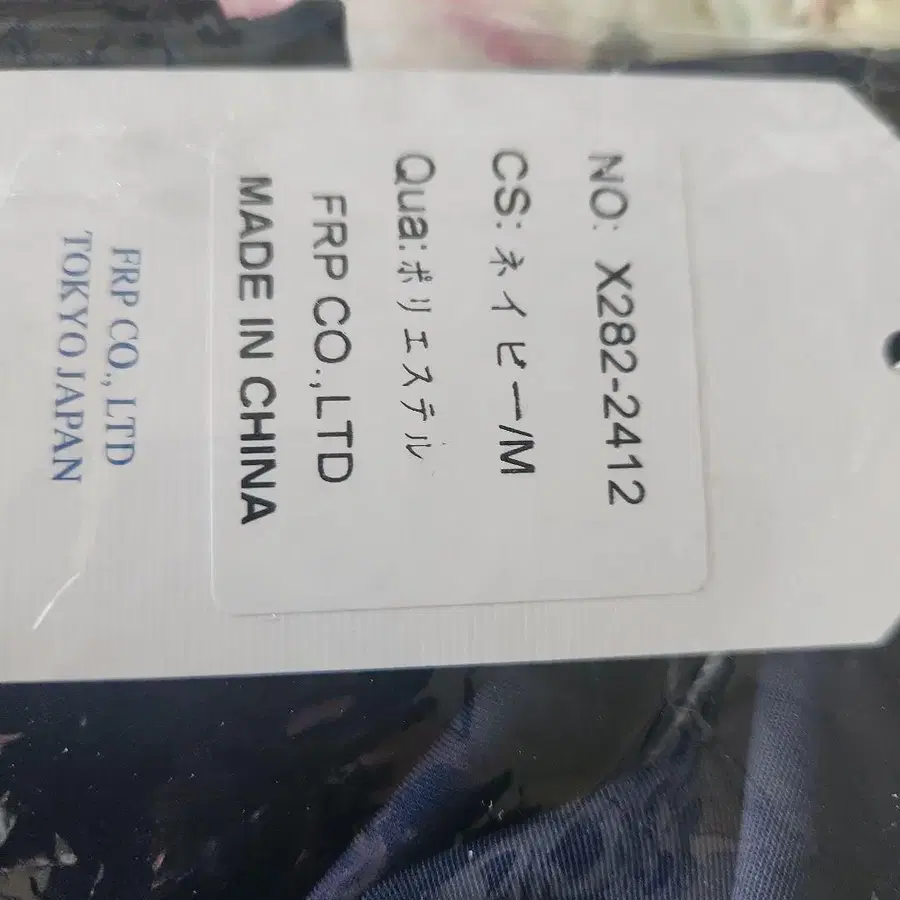 NO: X282-2412
CS: ネイビー/M
Qua:ポリエステル
FRP CO.,LTD
MADE IN CHINA
FRP CO., LTD
TOKYO JAPAN